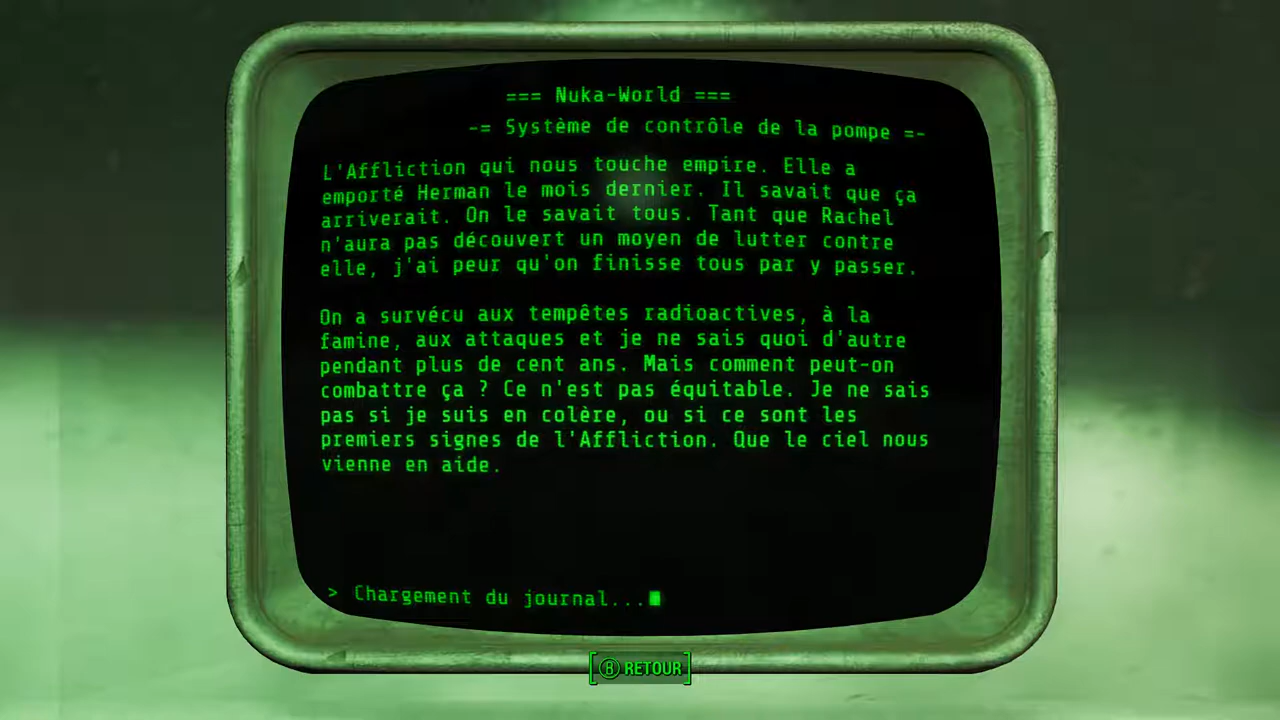 === Nuka-World ===
-= Système de contrôle de la pompe =-
L'Affliction qui nous touche empire. Elle a
emporté Herman le mois dernier. Il savait que ça
arriverait. On le savait tous. Tant que Rachel
n'aura pas découvert un moyen de lutter contre
elle, j'ai peur qu'on finisse tous par y passer.
On a survécu aux tempêtes radioactives, à la
famine, aux attaques et je ne sais quoi d'autre
pendant plus de cent ans. Mais comment peut-on
combattre ça ? Ce n'est pas équitable. Je ne sais
pas si je suis en colère, ou si ce sont les
premiers signes de l'Affliction. Que le ciel nous
vienne en aide.
> Chargement du journal...
B RETOUR